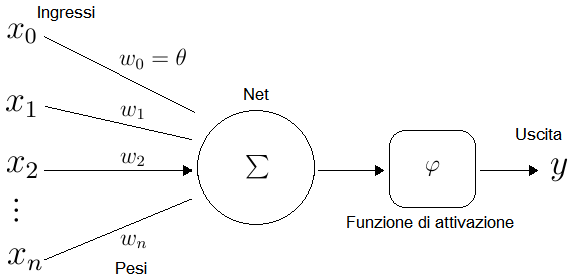 Ingressi
x₀
w₀ = θ
x₁
w₁
Net
x₂
w₂
∑
φ
Uscita
y
⋮
Funzione di attivazione
xₙ
wₙ
Pesi